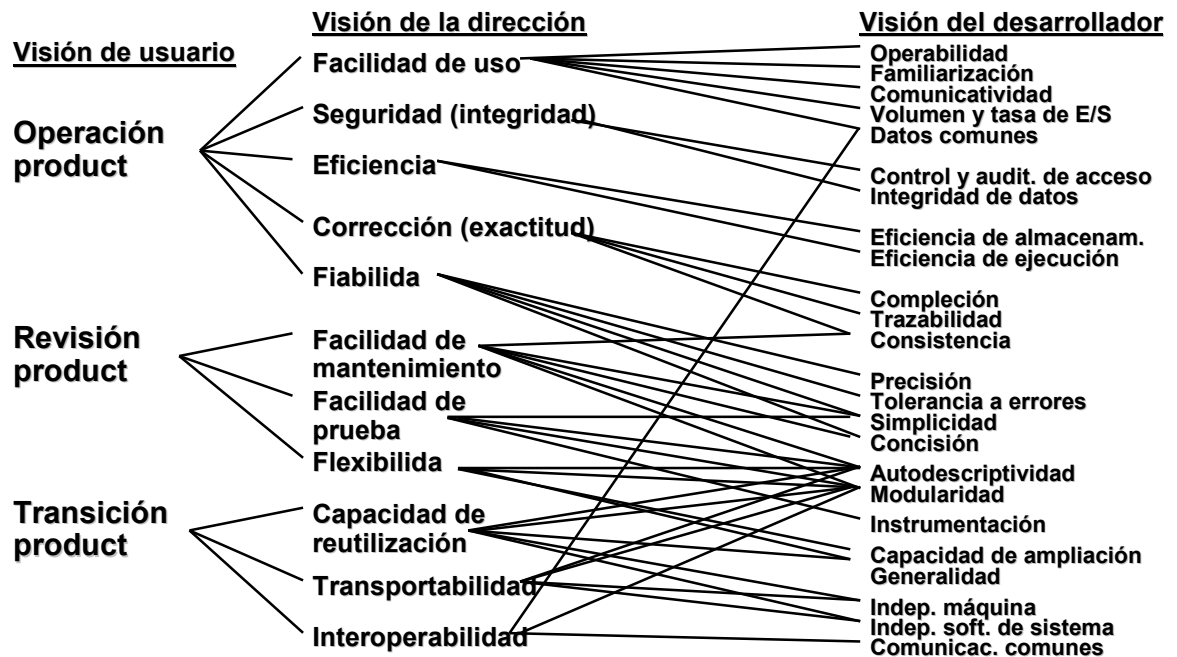 Visión de usuario
Operación
product
Revisión
product
Transición
product
Visión de la dirección
Facilidad de uso
Seguridad (integridad)
Eficiencia
Corrección (exactitud)
Fiabilida
Facilidad de
mantenimiento
Facilidad de
prueba
Flexibilida
Capacidad de
reutilización
Transportabilidad
Interoperabilidad
Visión del desarrollador
Operabilidad
Familiarización
Comunicatividad
Volumen y tasa de E/S
Datos comunes
Control y audit. de acceso
Integridad de datos
Eficiencia de almacenam.
Eficiencia de ejecución
Compleción
Trazabilidad
Consistencia
Precisión
Tolerancia a errores
Simplicidad
Concisión
Autodescriptividad
Modularidad
Instrumentación
Capacidad de ampliación
Generalidad
Indep. máquina
Indep. soft. de sistema
Comunicac. comunes